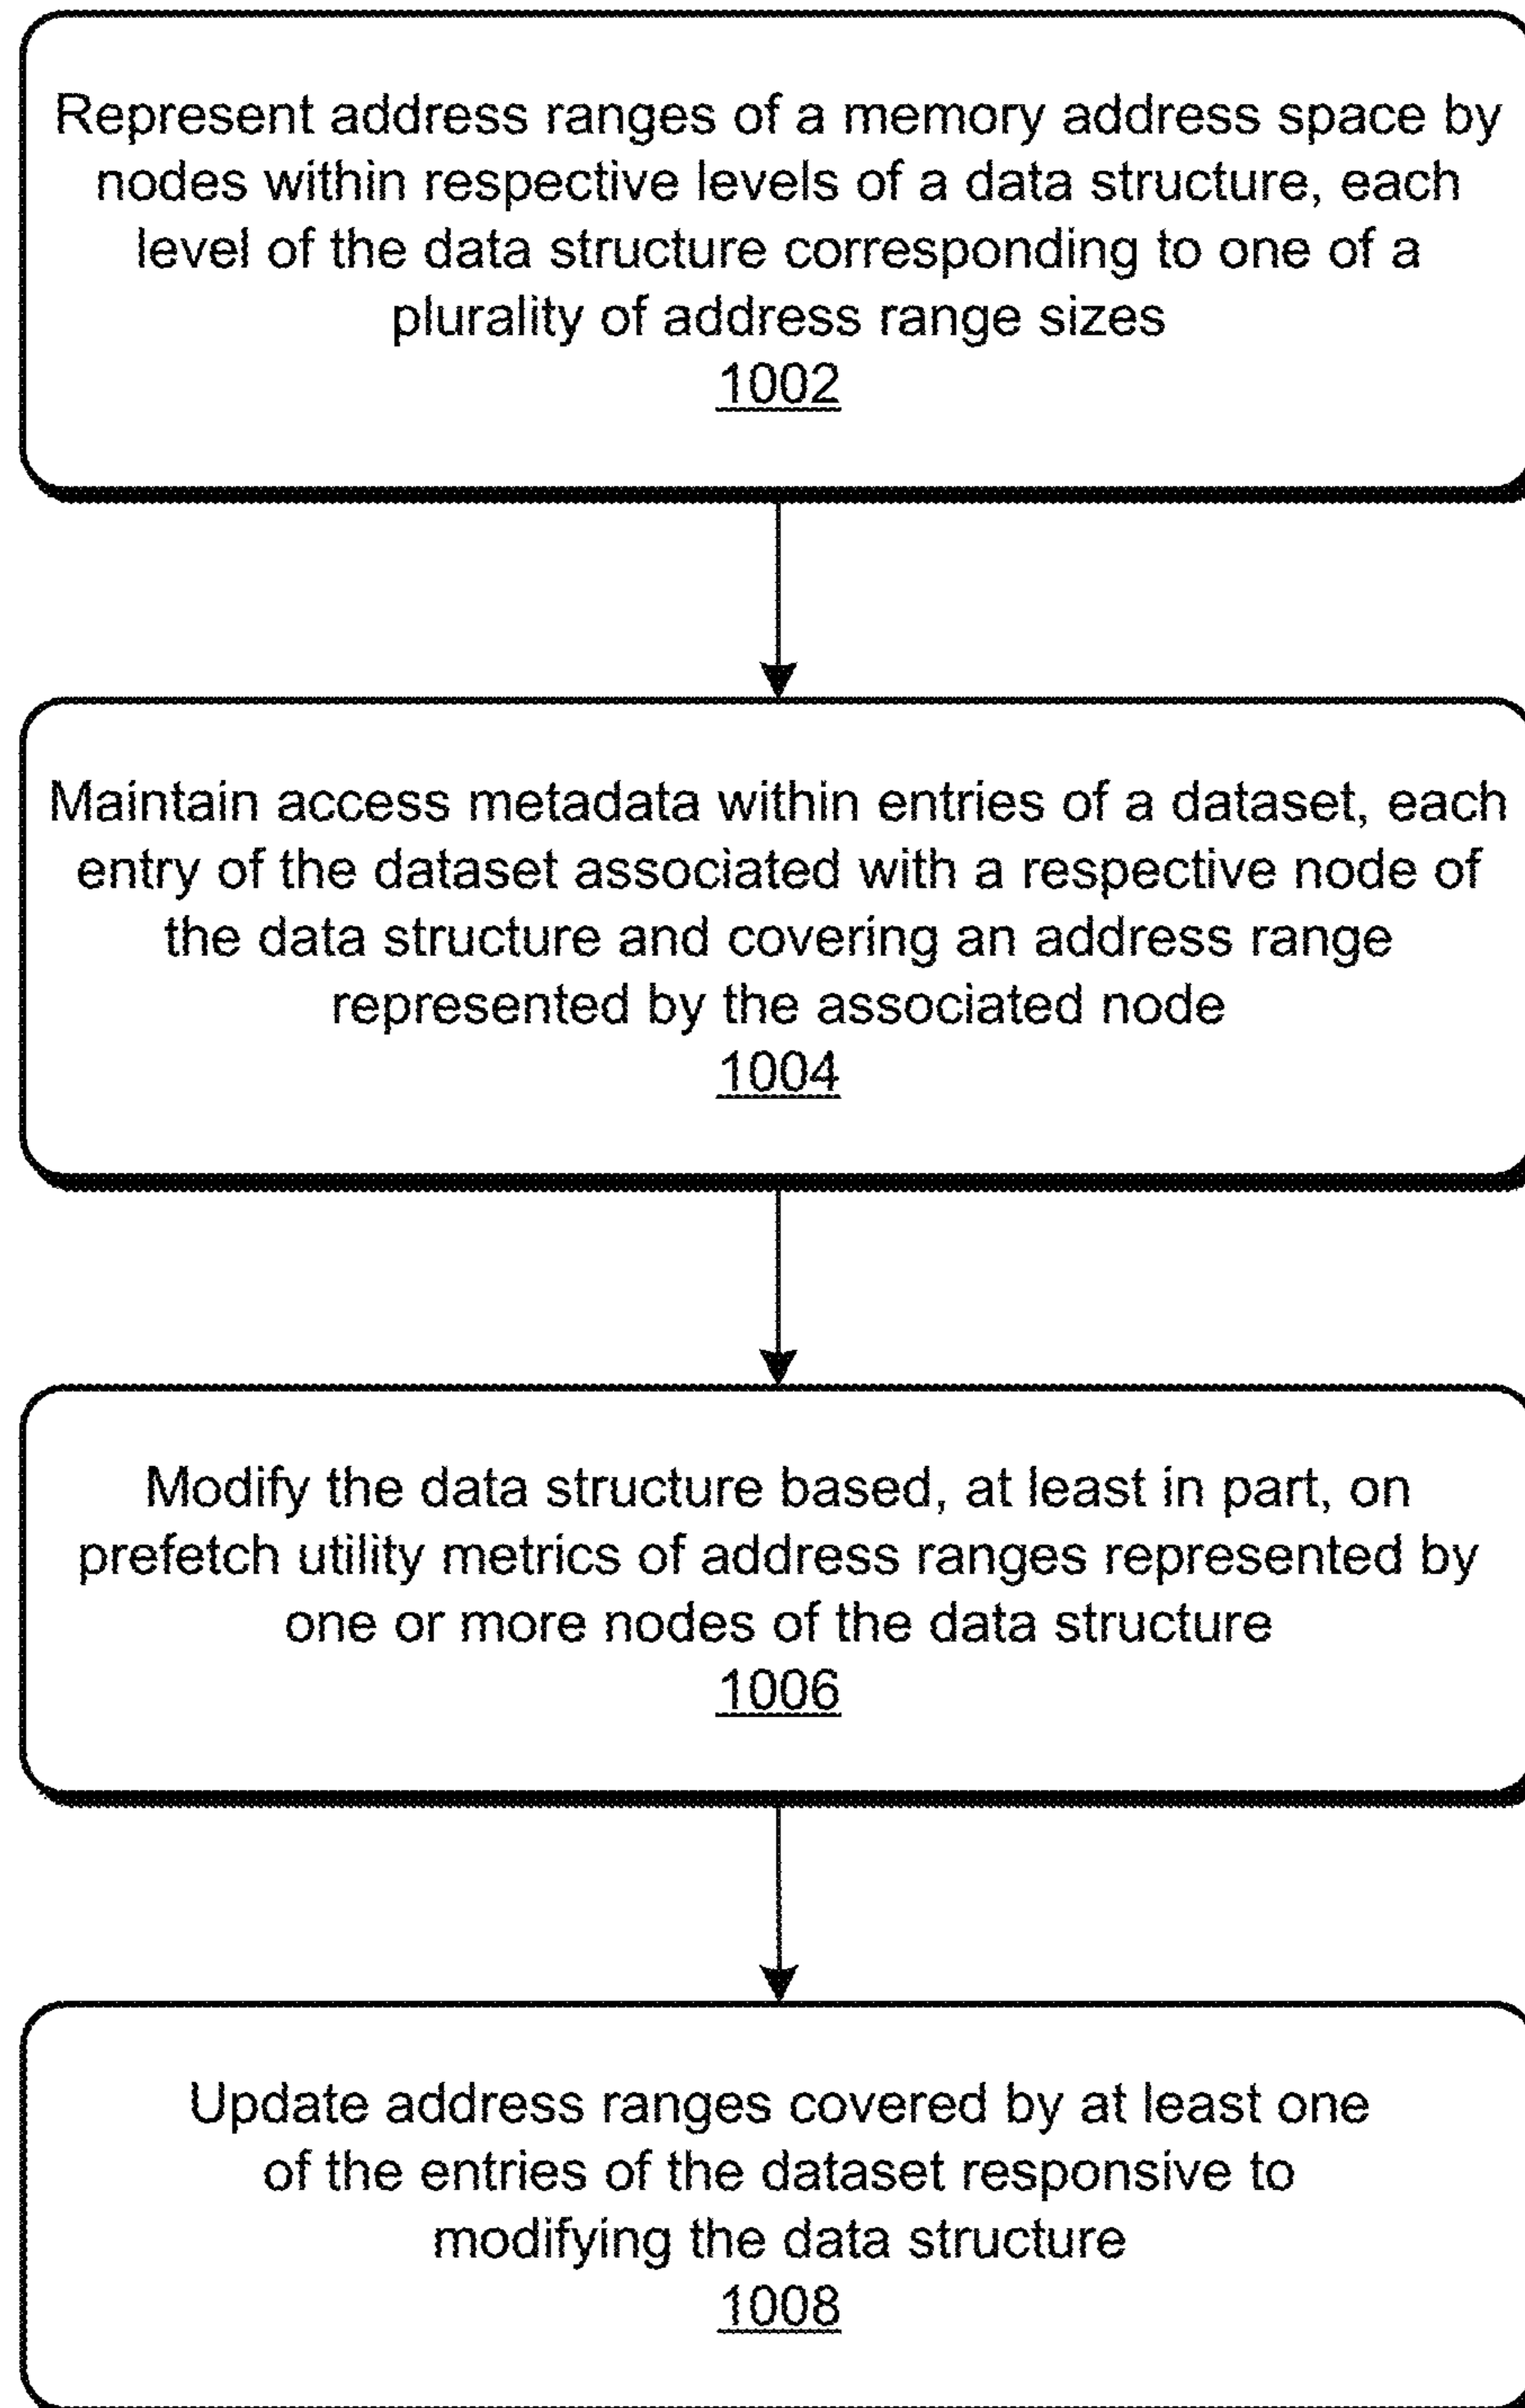 Represent address ranges of a memory address space by
nodes within respective levels of a data structure, each
level of the data structure corresponding to one of a
plurality of address range sizes
1002
Maintain access metadata within entries of a dataset, each
entry of the dataset associated with a respective node of
the data structure and covering an address range
represented by the associated node
1004
Modify the data structure based, at least in part, on
prefetch utility metrics of address ranges represented by
one or more nodes of the data structure
1006
Update address ranges covered by at least one
of the entries of the dataset responsive to
modifying the data structure
1008